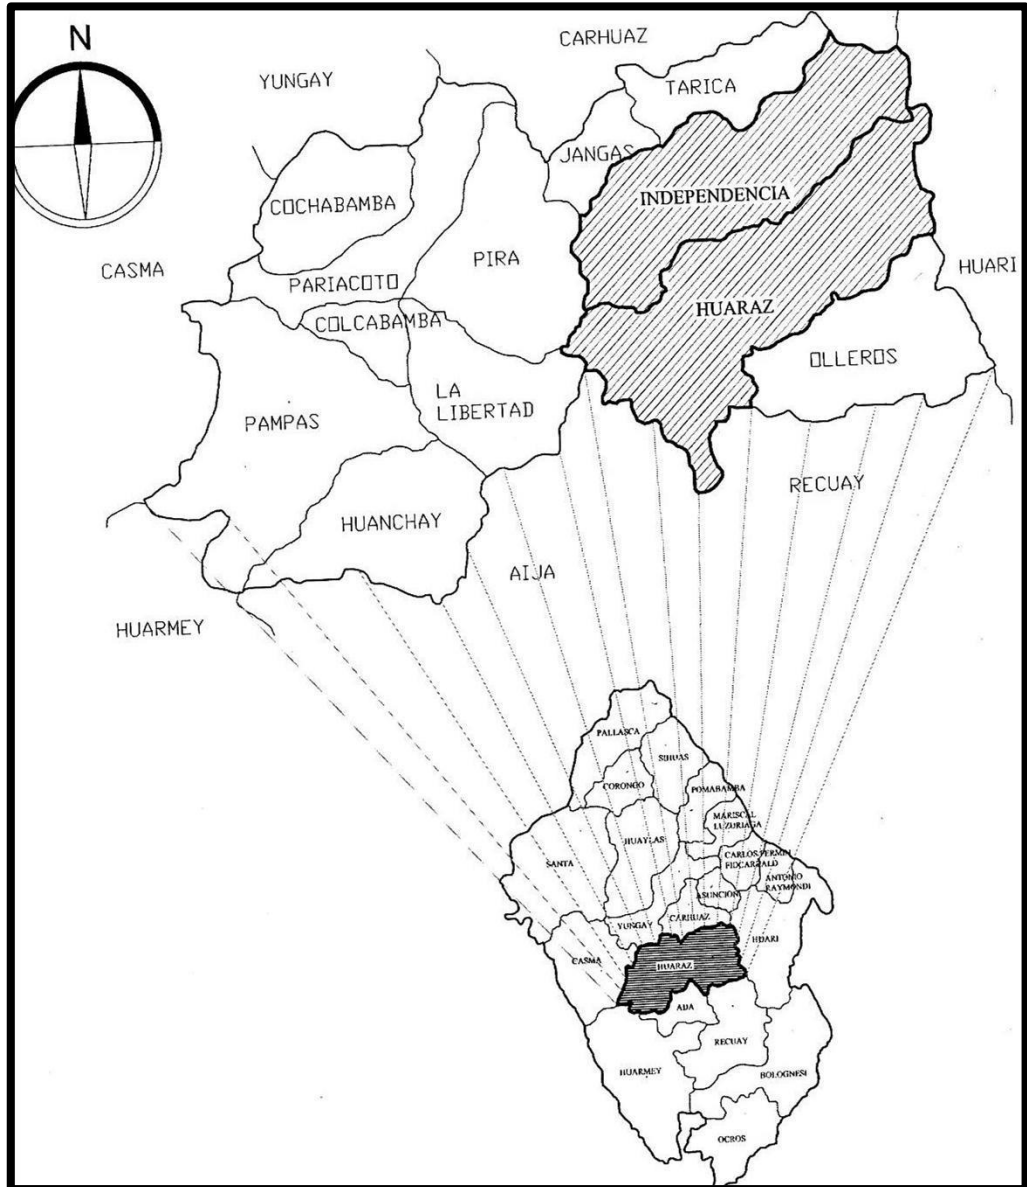 N
CARHUAZ
YUNGAY
TARICA
JANGAS
INDEPENDENCIA
COCHABAMBA
PIRA
CASMA
HUARI
PARIACOTO
HUARAZ
COLCABAMBA
OLLEROS
LA
LIBERTAD
PAMPAS
RECUAY
HUANCHAY
AIJA
HUARMEY
PALLASCA
SIHUAS
CORONGO
POMABAMBA
MARISCAL
LUZURIAGA
HUAYLAS
CARLOS FERMIN
FIOCARRALD
SANTA
ANTONIO
RAYMONDI
ASUNCION
CARHUAZ
YUNGAY
HUARI
CASMA
HUARAZ
ADA
RECUAY
HUARMEY
BOLOGNESI
OCROS